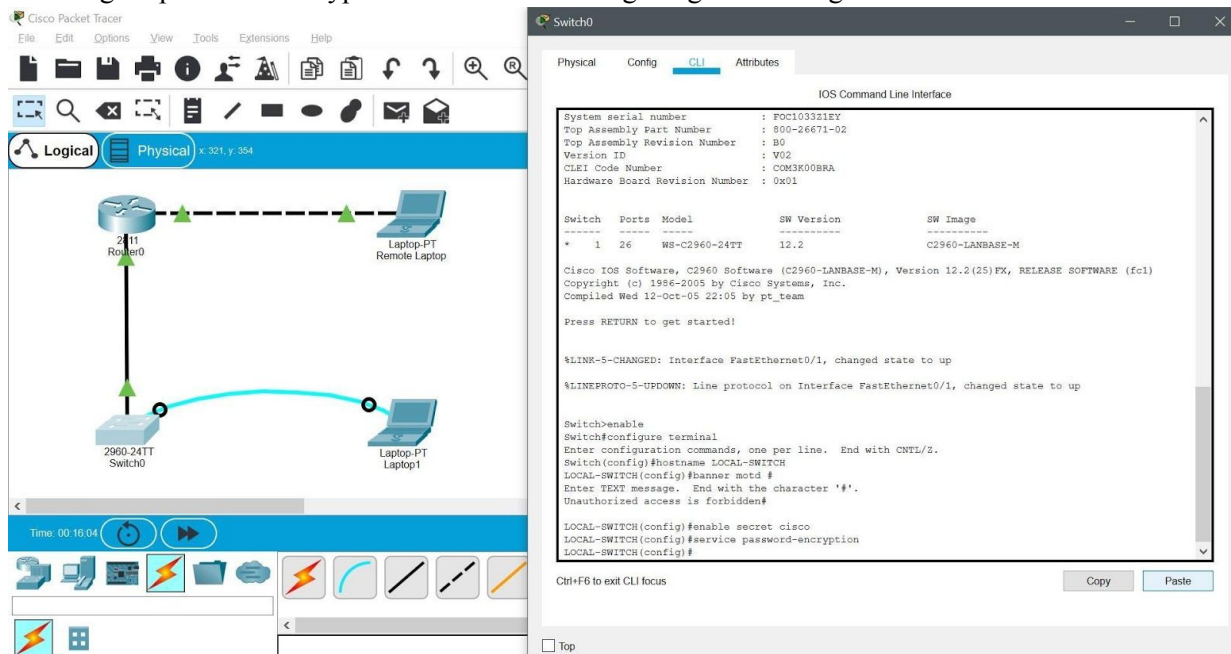 Cisco Packet Tracer
File Edit Options View Tools Extensions Help
Logical Physical x: 321, y: 354
2811
Router0
Laptop-PT
Remote Laptop
2960-24TT
Switch0
Laptop-PT
Laptop1
Time: 00:16:04
Switch0
Physical Config CLI Attributes
IOS Command Line Interface
System serial number : FOC1033Z1EY
Top Assembly Part Number : 800-26671-02
Top Assembly Revision Number : B0
Version ID : V02
CLEI Code Number : COM3K00BRA
Hardware Board Revision Number : 0x01
Switch Ports Model SW Version SW Image
------ ----- ----- ---------- ----------
* 1 26 WS-C2960-24TT 12.2 C2960-LANBASE-M
Cisco IOS Software, C2960 Software (C2960-LANBASE-M), Version 12.2(25)FX, RELEASE SOFTWARE (fc1)
Copyright (c) 1986-2005 by Cisco Systems, Inc.
Compiled Wed 12-Oct-05 22:05 by pt_team
Press RETURN to get started!
%LINK-5-CHANGED: Interface FastEthernet0/1, changed state to up
%LINEPROTO-5-UPDOWN: Line protocol on Interface FastEthernet0/1, changed state to up
Switch>enable
Switch#configure terminal
Enter configuration commands, one per line. End with CNTL/Z.
Switch(config)#hostname LOCAL-SWITCH
LOCAL-SWITCH(config)#banner motd #
Enter TEXT message. End with the character '#'.
Unauthorized access is forbidden#
LOCAL-SWITCH(config)#enable secret cisco
LOCAL-SWITCH(config)#service password-encryption
LOCAL-SWITCH(config)#
Ctrl+F6 to exit CLI focus
Copy Paste
Top